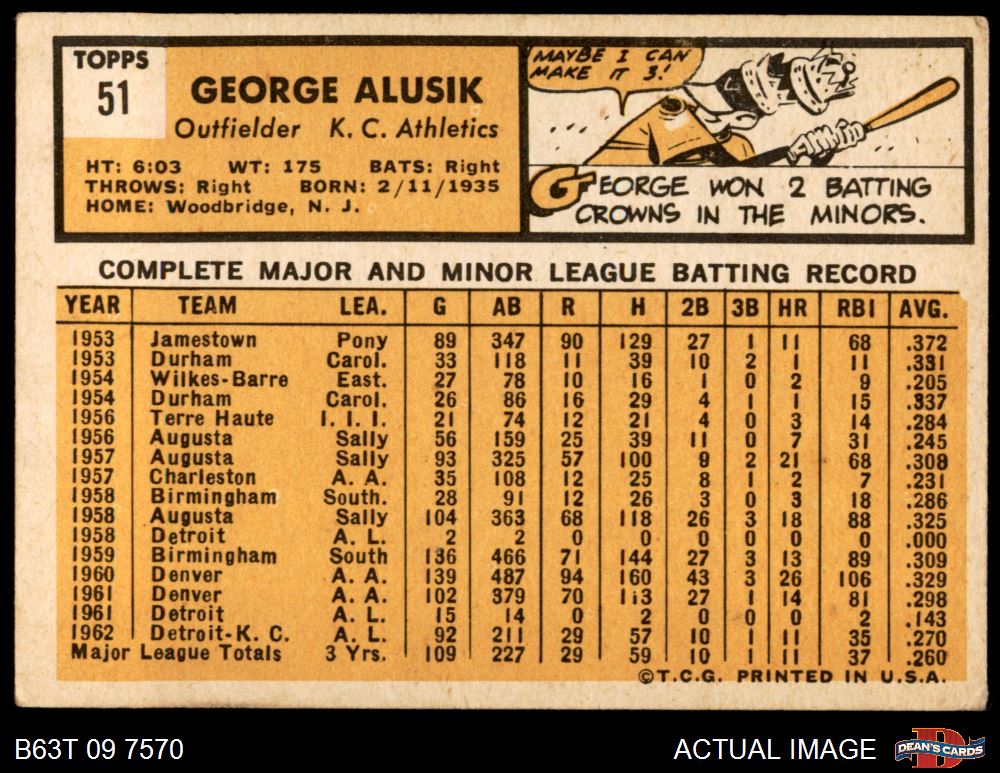 TOPPS
51
GEORGE ALUSIK
Outfielder K. C. Athletics
HT: 6:03 WT: 175 BATS: Right
THROWS: Right BORN: 2/11/1935
HOME: Woodbridge, N. J.
MAYBE I CAN
MAKE IT 3!
GEORGE WON 2 BATTING
CROWNS IN THE MINORS.
COMPLETE MAJOR AND MINOR LEAGUE BATTING RECORD
YEAR TEAM LEA. G AB R H 2B 3B HR RBI AVG.
1953 Jamestown Pony 89 347 90 129 27 1 11 68 .372
1953 Durham Carol. 33 118 11 39 10 2 1 11 .331
1954 Wilkes-Barre East. 27 78 10 16 1 0 2 9 .205
1954 Durham Carol. 26 86 16 29 4 1 1 15 .337
1956 Terre Haute I. I. I. 21 74 12 21 4 0 3 14 .284
1956 Augusta Sally 56 159 25 39 11 0 7 31 .245
1957 Augusta Sally 93 325 57 100 9 2 21 68 .308
1957 Charleston A. A. 35 108 12 25 8 1 2 7 .231
1958 Birmingham South. 28 91 12 26 3 0 3 18 .286
1958 Augusta Sally 104 363 68 118 26 3 18 88 .325
1958 Detroit A. L. 2 2 0 0 0 0 0 0 .000
1959 Birmingham South 136 466 71 144 27 3 13 89 .309
1960 Denver A. A. 139 487 94 160 43 3 26 106 .329
1961 Denver A. A. 102 379 70 113 27 1 14 81 .298
1961 Detroit A. L. 15 14 0 2 0 0 0 2 .143
1962 Detroit-K. C. A. L. 92 211 29 57 10 1 11 35 .270
Major League Totals 3 Yrs. 109 227 29 59 10 1 11 37 .260
©T.C.G. PRINTED IN U.S.A.
B63T 09 7570
ACTUAL IMAGE
DEAN'S CARDS